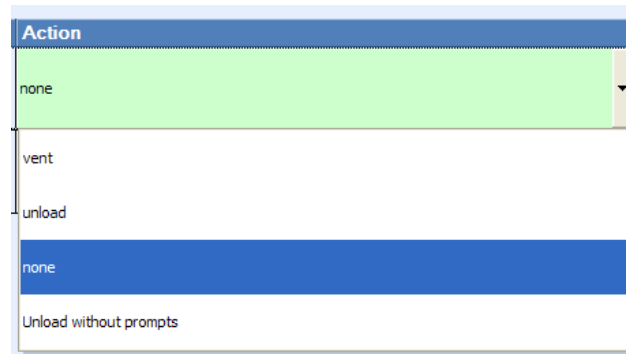 Action
none
vent
unload
none
Unload without prompts